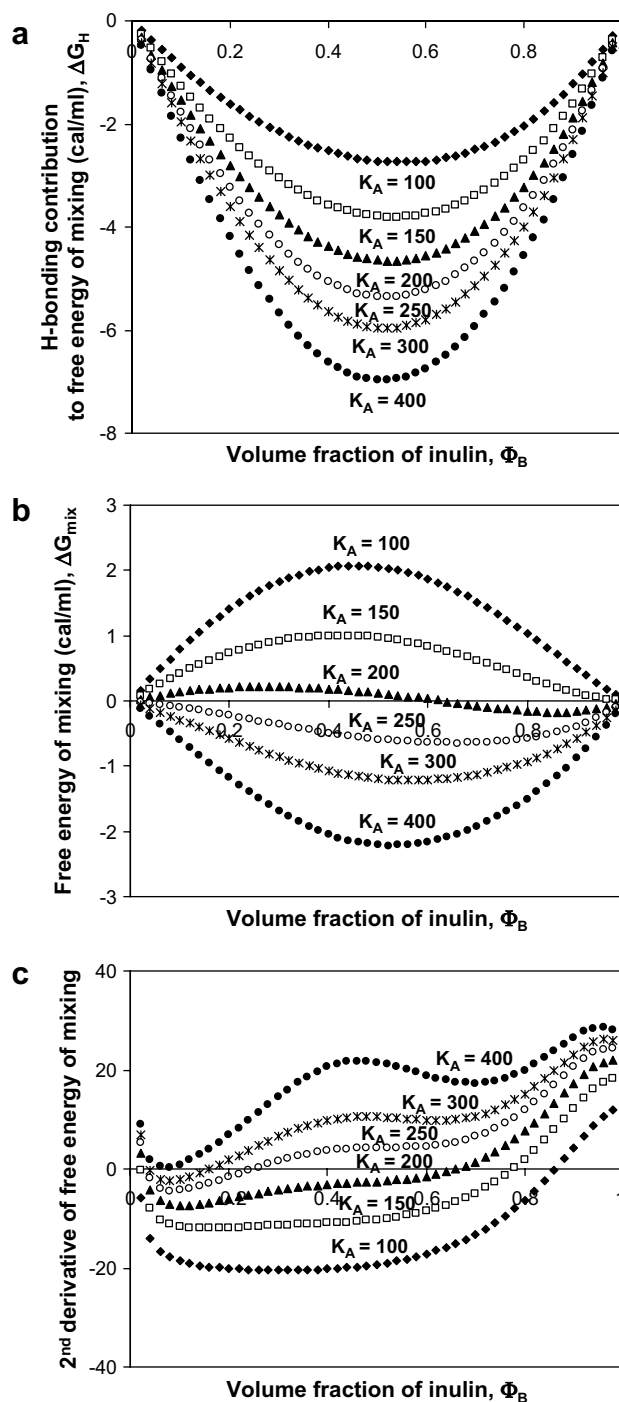 a
H-bonding contribution
to free energy of mixing (cal/ml), ΔG_H
0
-2
-4
-6
-8
0 0.2 0.4 0.6 0.8
K_A = 100
K_A = 150
K_A = 200
K_A = 250
K_A = 300
K_A = 400
Volume fraction of inulin, Φ_B
b
Free energy of mixing (cal/ml), ΔG_mix
3
2
1
0
-1
-2
-3
0 0.2 0.4 0.6 0.8
K_A = 100
K_A = 150
K_A = 200
K_A = 250
K_A = 300
K_A = 400
Volume fraction of inulin, Φ_B
c
2nd derivative of free energy of mixing
40
20
0
-20
-40
0 0.2 0.4 0.6 0.8 1
K_A = 400
K_A = 300
K_A = 250
K_A = 200
K_A = 150
K_A = 100
Volume fraction of inulin, Φ_B